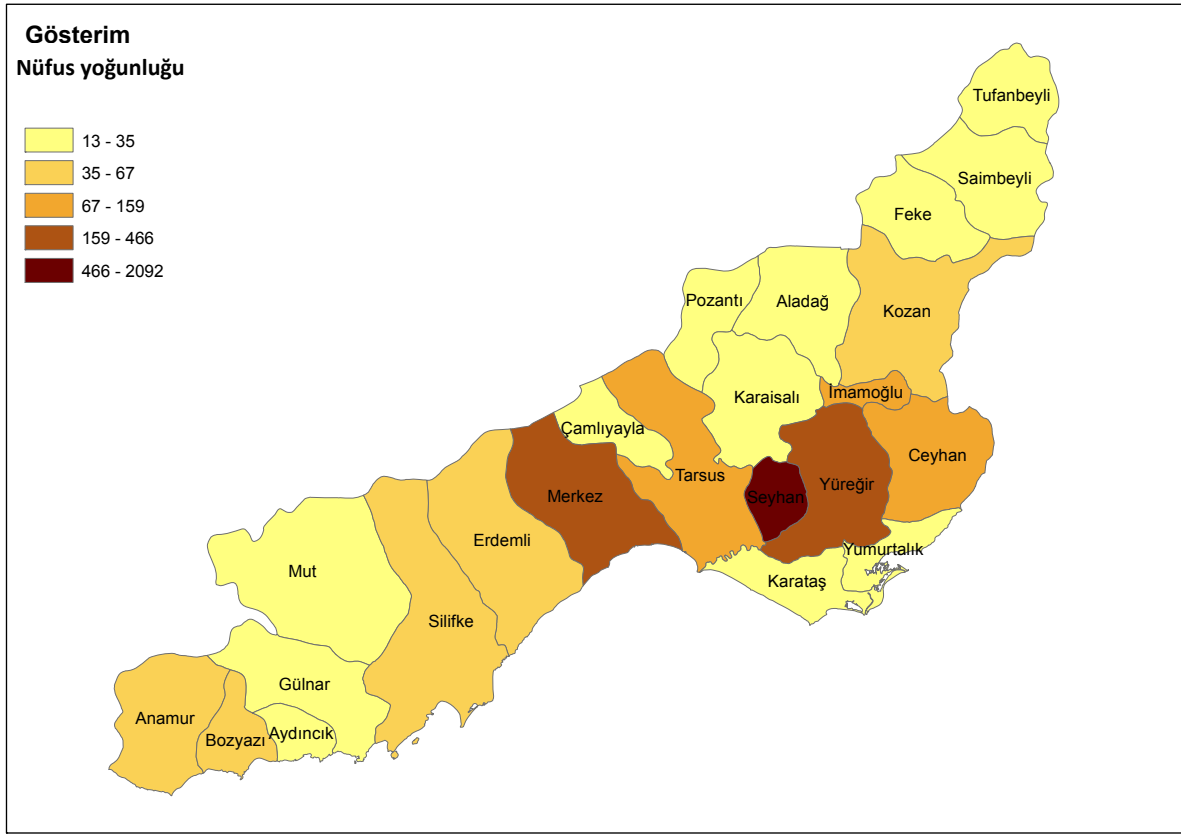 Gösterim
Nüfus yoğunluğu
13 - 35
35 - 67
67 - 159
159 - 466
466 - 2092
Tufanbeyli
Saimbeyli
Feke
Pozantı
Aladağ
Kozan
Karaisalı
İmamoğlu
Çamlıyayla
Ceyhan
Tarsus
Yüreğir
Merkez
Seyhan
Erdemli
Yumurtalık
Mut
Karataş
Silifke
Gülnar
Anamur
Aydıncık
Bozyazı